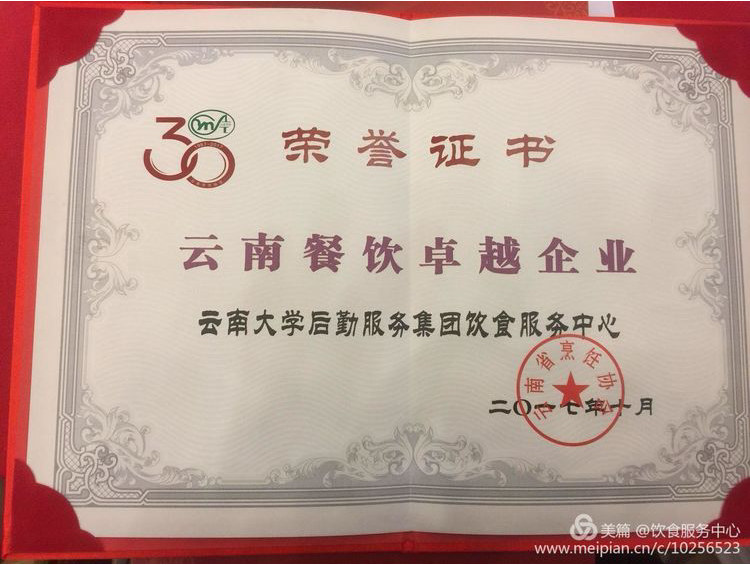 30
荣誉证书
云南餐饮卓越企业
云南大学后勤服务集团饮食服务中心
云南省烹饪协会
二〇一七年十月
美篇 @饮食服务中心
www.meipian.cn/c/10256523